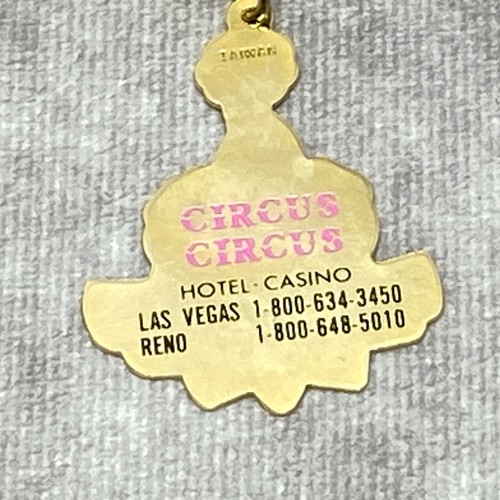 TAIWAN
CIRCUS
CIRCUS
HOTEL-CASINO
LAS VEGAS 1-800-634-3450
RENO 1-800-648-5010